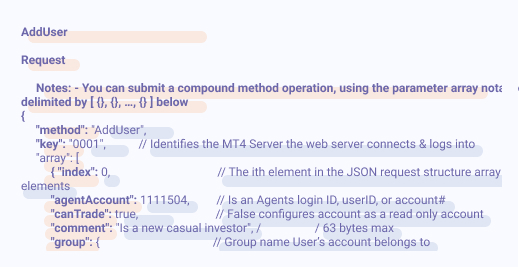 AddUser
Request
Notes: - You can submit a compound method operation, using the parameter array nota
delimited by [ {}, {}, ..., {} ] below
{
"method": "AddUser",
"key": "0001", // Identifies the MT4 Server the web server connects & logs into
"array": [
{ "index": 0, // The ith element in the JSON request structure array
elements
"agentAccount": 1111504, // Is an Agents login ID, userID, or account#
"canTrade": true, // False configures account as a read only account
"comment": "Is a new casual investor", / / 63 bytes max
"group": { // Group name User's account belongs to